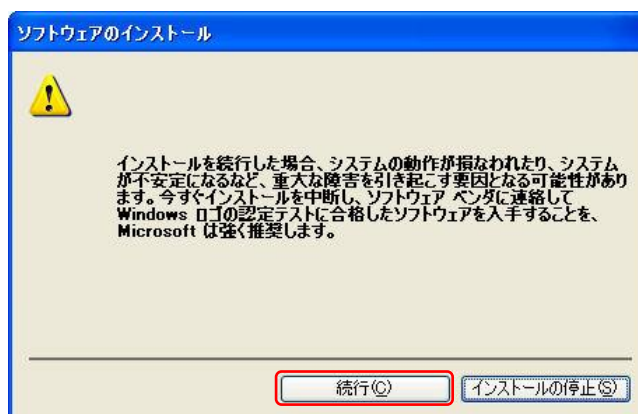 ソフトウェアのインストール
インストールを続行した場合、システムの動作が損なわれたり、システム
が不安定になるなど、重大な障害を引き起こす要因となる可能性があり
ます。今すぐインストールを中断し、ソフトウェア ベンダに連絡して
Windows ロゴの認定テストに合格したソフトウェアを入手することを、
Microsoft は強く推奨します。
続行(C)
インストールの停止(S)